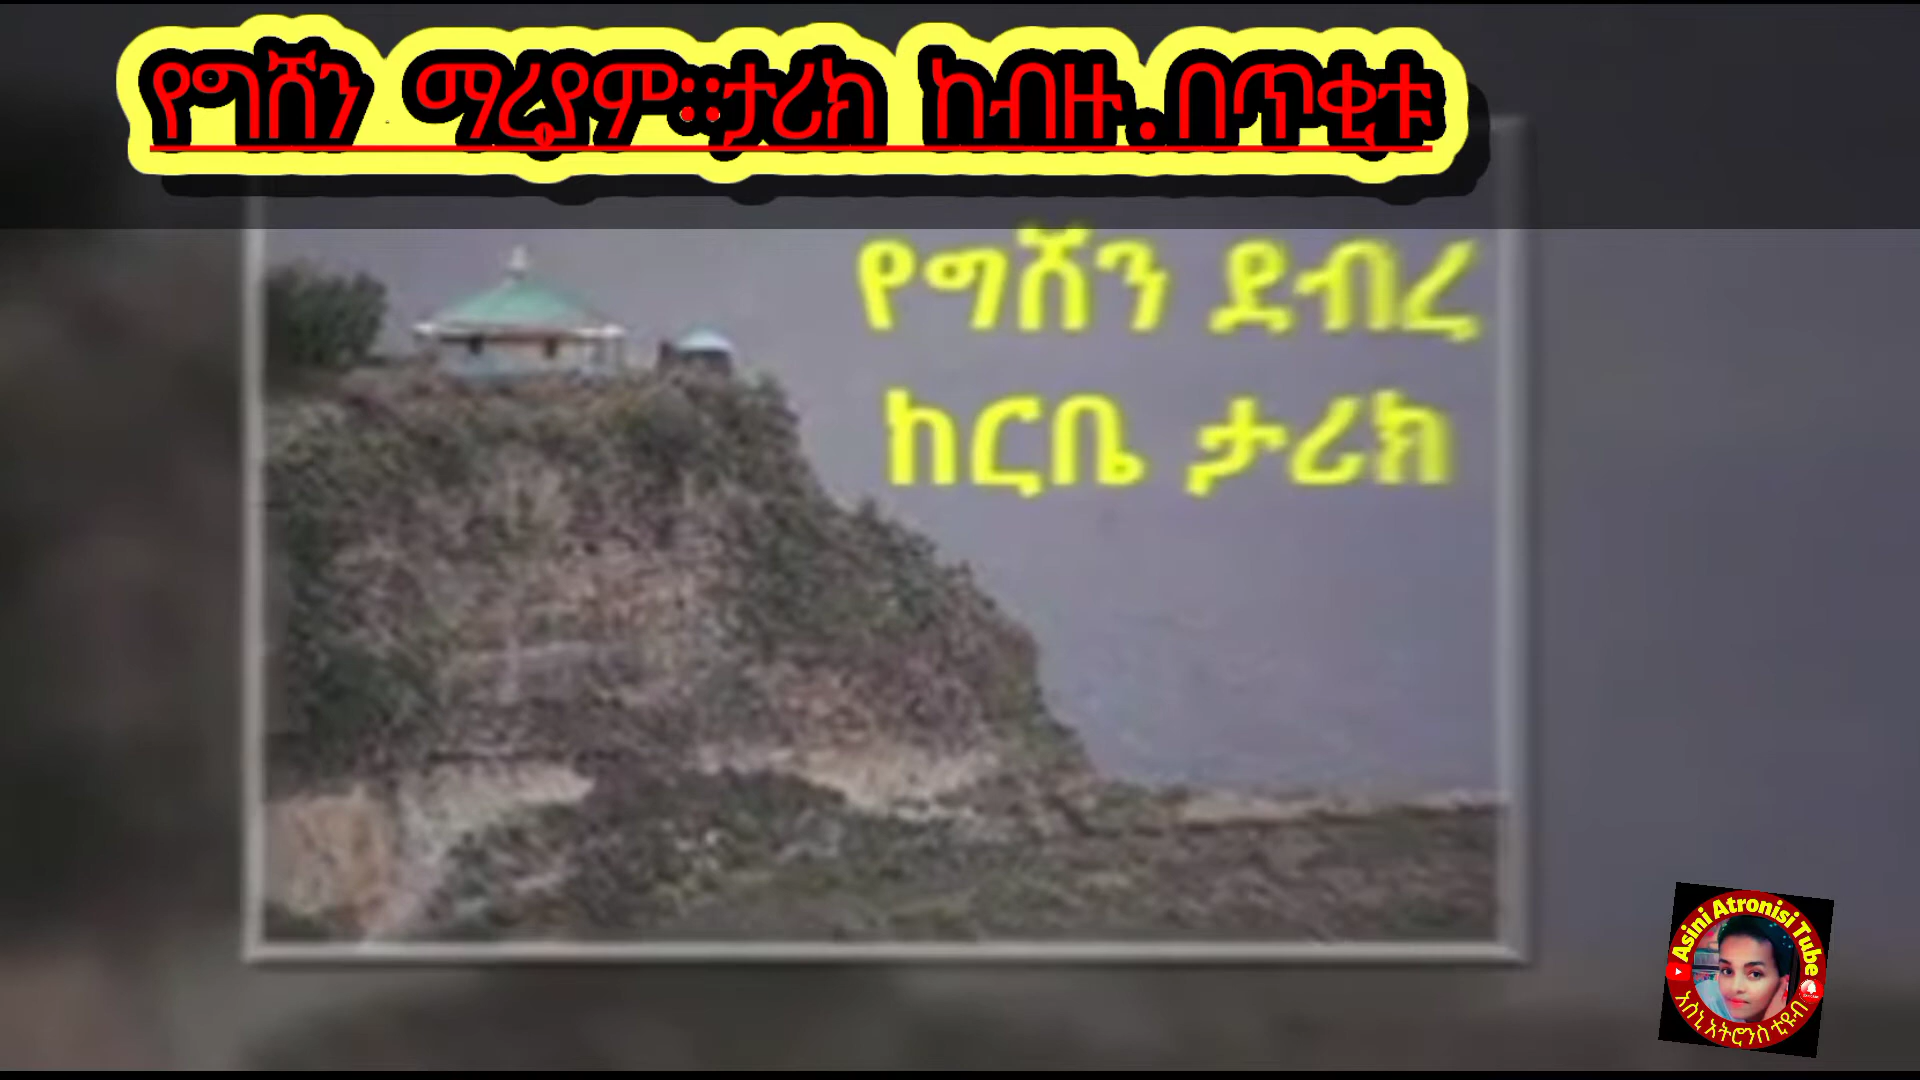 የግሸን ማሪያም።ታሪክ ከብዙ.በጥቂቱ
የግሸን ደብረ
ከርቤ ታሪክ
Asini Atronisi Tube
አስኒ አትሮንስ ቲዩብ